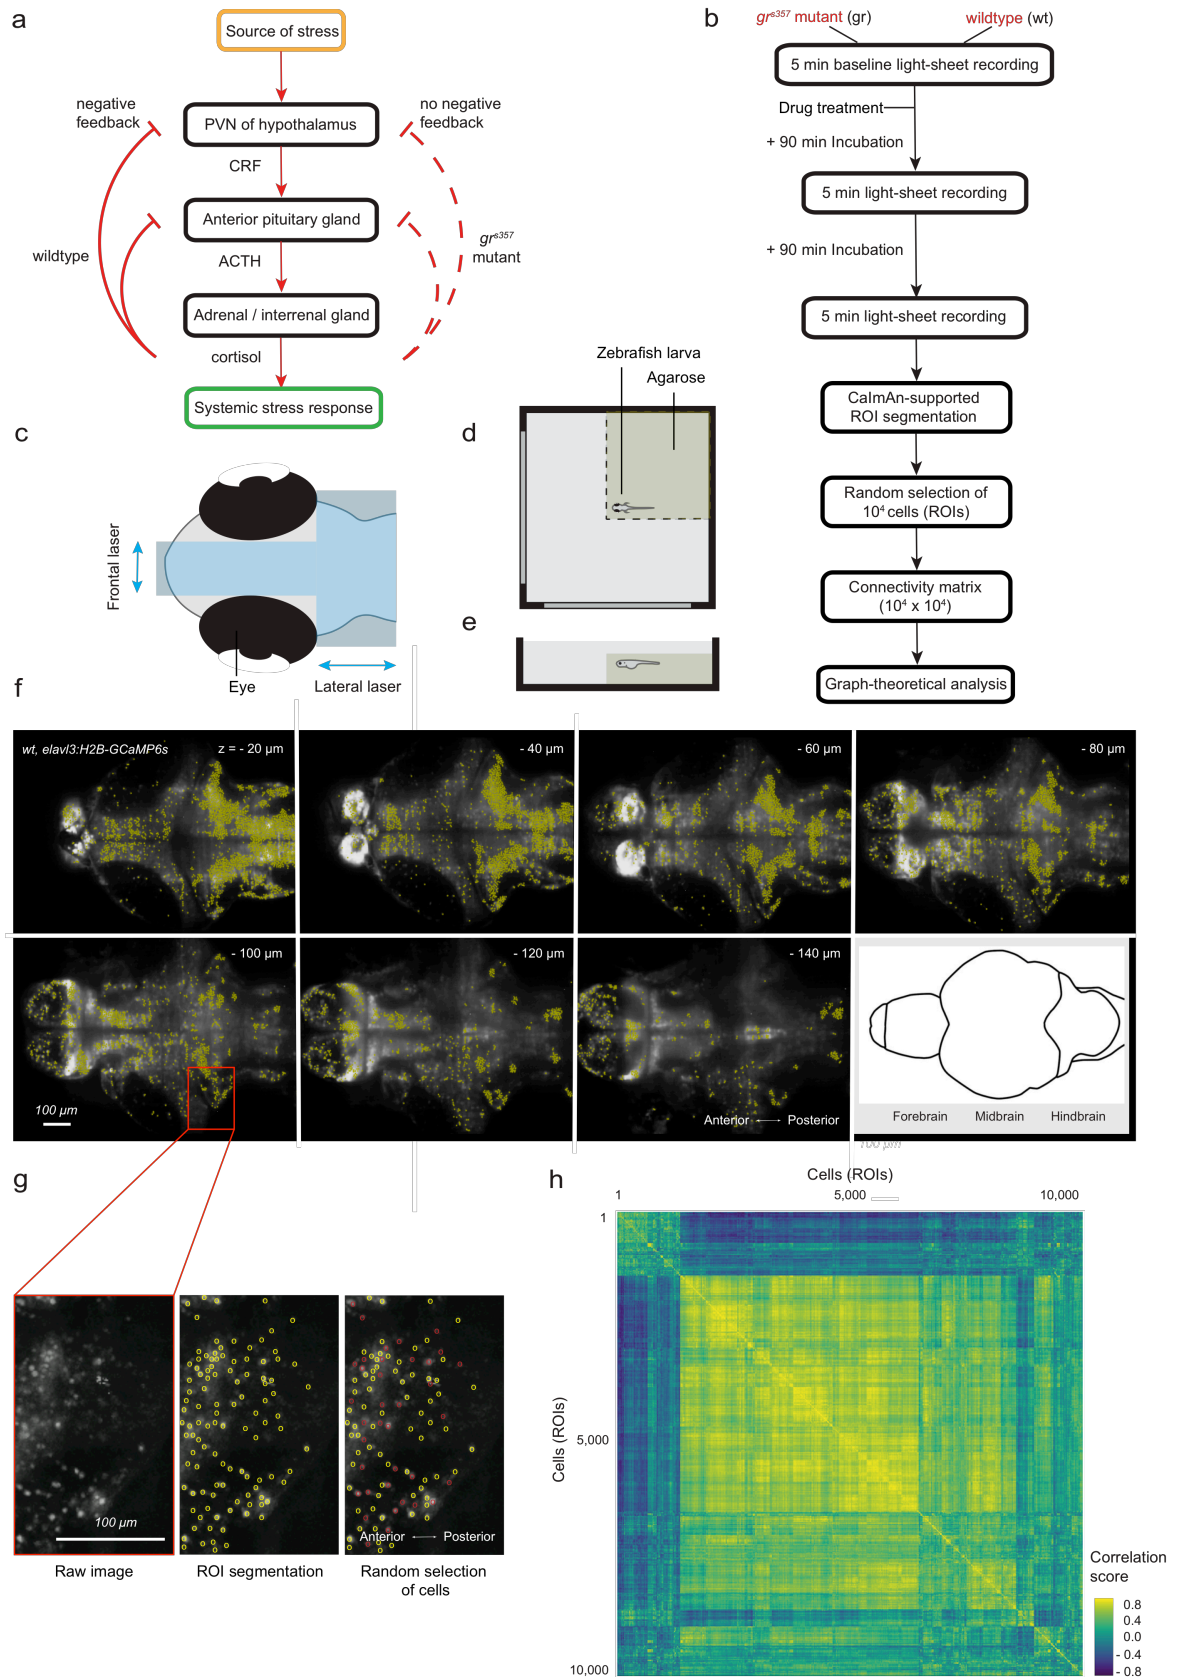 a
Source of stress
negative
feedback
no negative
feedback
PVN of hypothalamus
CRF
Anterior pituitary gland
wildtype
ACTH
gr^s357
mutant
Adrenal / interrenal gland
cortisol
Systemic stress response
b
gr^s357 mutant (gr)
wildtype (wt)
5 min baseline light-sheet recording
Drug treatment
+ 90 min Incubation
5 min light-sheet recording
+ 90 min Incubation
5 min light-sheet recording
CaImAn-supported
ROI segmentation
Random selection of
10⁴ cells (ROIs)
Connectivity matrix
(10⁴ x 10⁴)
Graph-theoretical analysis
c
Frontal laser
Eye
Lateral laser
d
Zebrafish larva
Agarose
e
f
wt, elavl3:H2B-GCaMP6s
z = - 20 µm
- 40 µm
- 60 µm
- 80 µm
- 100 µm
100 µm
- 120 µm
- 140 µm
Anterior
Posterior
Forebrain
Midbrain
Hindbrain
100 µm
g
100 µm
Anterior
Posterior
Raw image
ROI segmentation
Random selection
of cells
h
Cells (ROIs)
1
5,000
10,000
1
5,000
10,000
Cells (ROIs)
Correlation
score
0.8
0.4
0.0
- 0.4
- 0.8